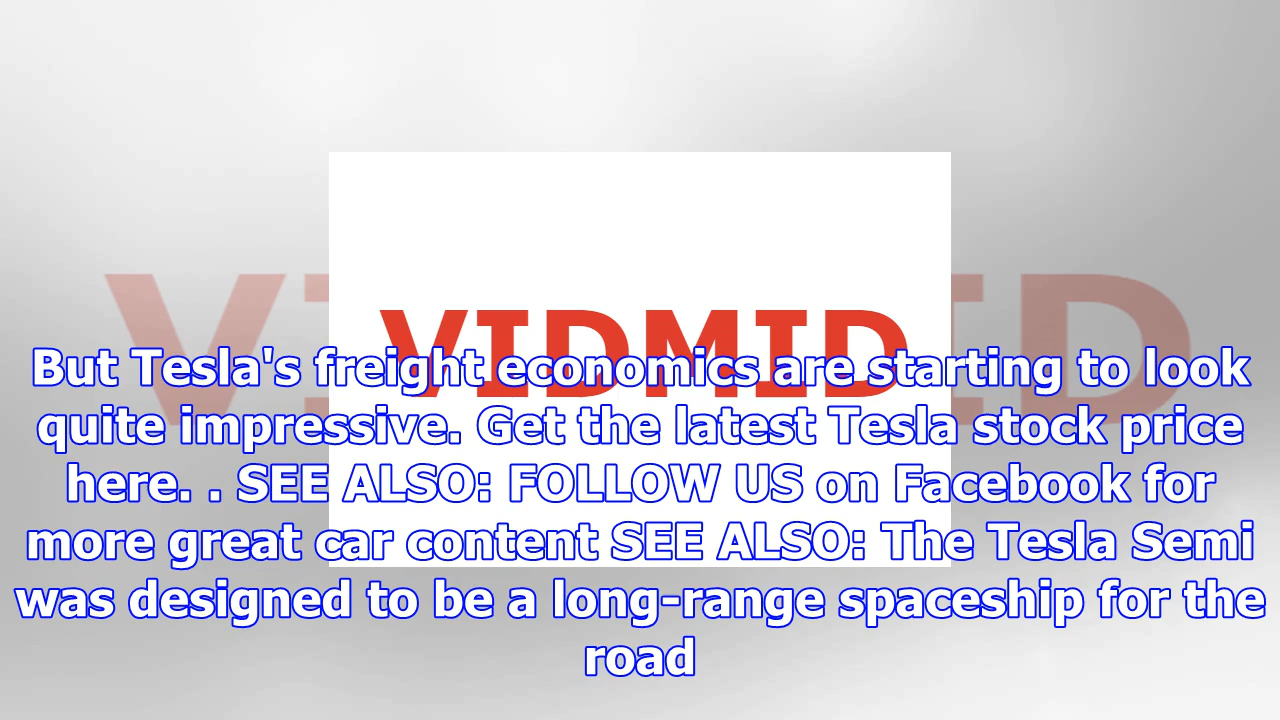 VIDMID
But Tesla's freight economics are starting to look
quite impressive. Get the latest Tesla stock price
here. . SEE ALSO: FOLLOW US on Facebook for
more great car content SEE ALSO: The Tesla Semi
was designed to be a long-range spaceship for the
road